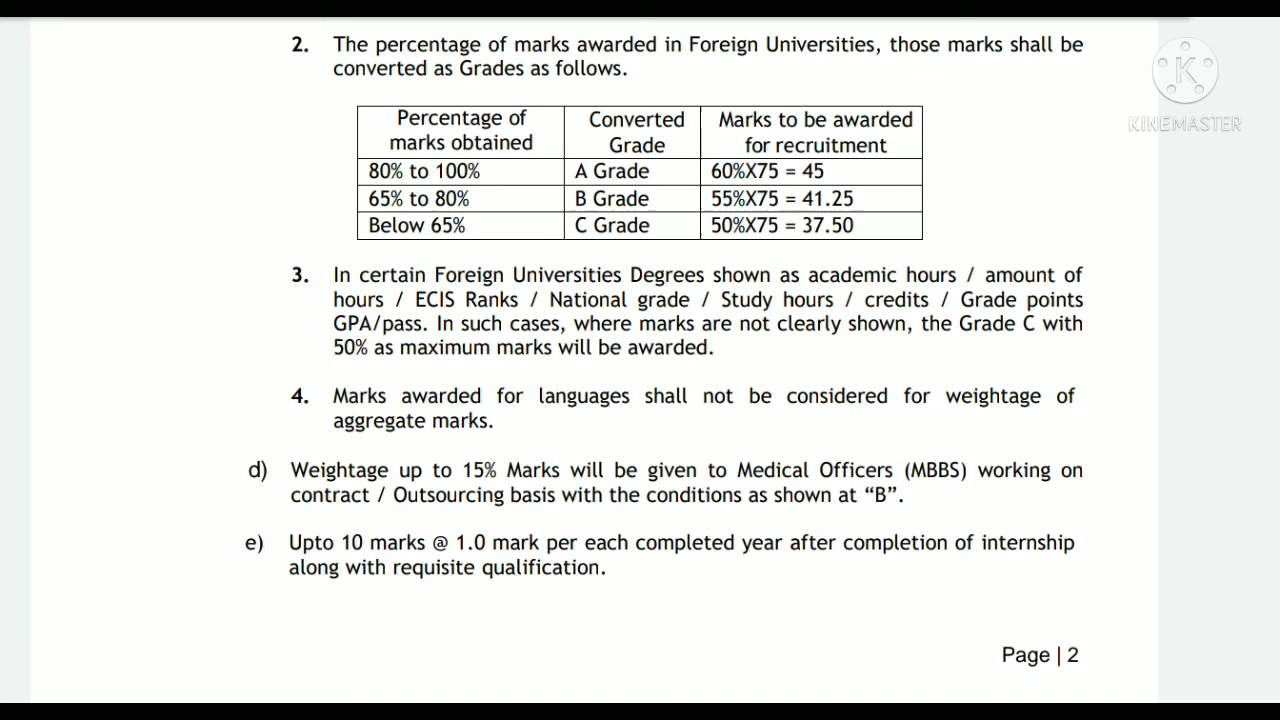 2. The percentage of marks awarded in Foreign Universities, those marks shall be
converted as Grades as follows.
KINEMASTER
Percentage of marks obtained Converted Grade Marks to be awarded for recruitment
80% to 100% A Grade 60%X75 = 45
65% to 80% B Grade 55%X75 = 41.25
Below 65% C Grade 50%X75 = 37.50
3. In certain Foreign Universities Degrees shown as academic hours / amount of
hours / ECIS Ranks / National grade / Study hours / credits / Grade points
GPA/pass. In such cases, where marks are not clearly shown, the Grade C with
50% as maximum marks will be awarded.
4. Marks awarded for languages shall not be considered for weightage of
aggregate marks.
d) Weightage up to 15% Marks will be given to Medical Officers (MBBS) working on
contract / Outsourcing basis with the conditions as shown at “B”.
e) Upto 10 marks @ 1.0 mark per each completed year after completion of internship
along with requisite qualification.
Page | 2